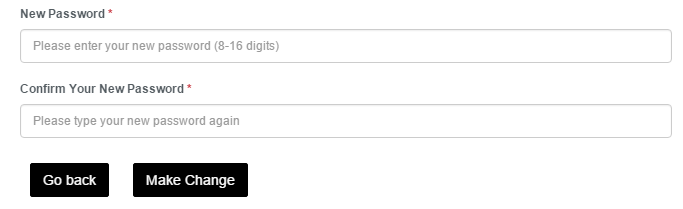 New Password *
Please enter your new password (8-16 digits)
Confirm Your New Password *
Please type your new password again
Go back Make Change